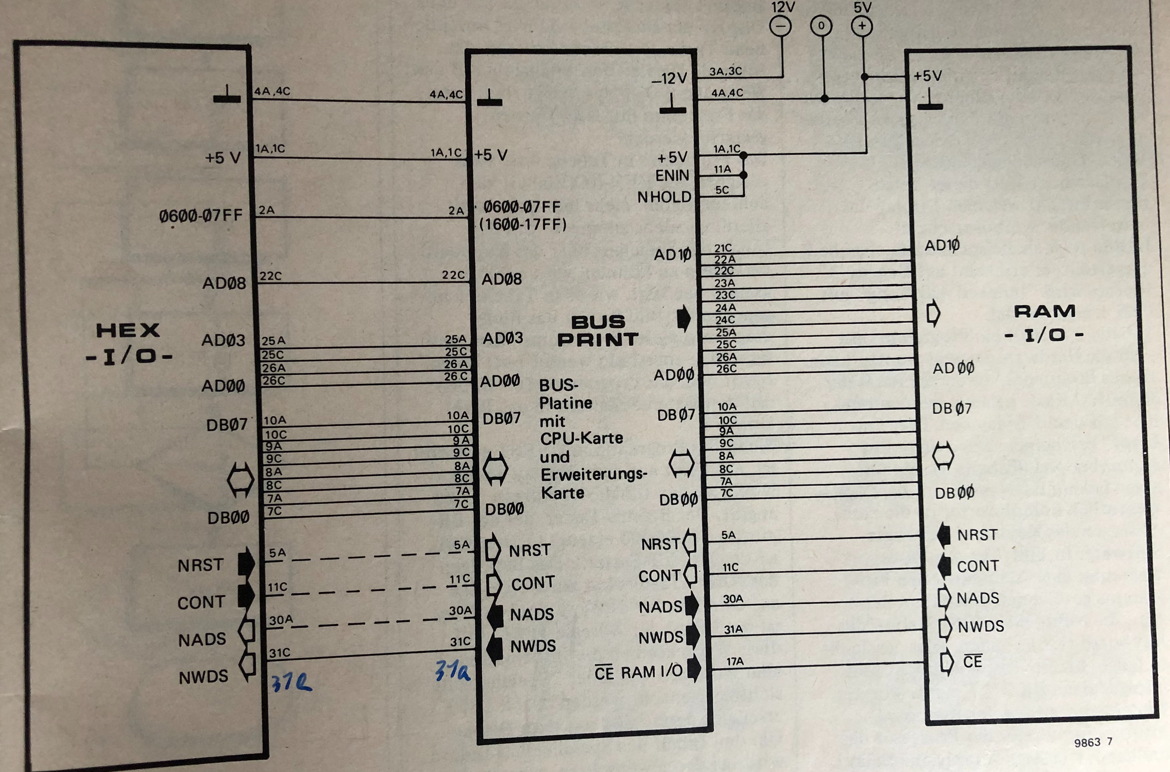 12V
5V
− 0 +
4A,4C 4A,4C
−12V 3A,3C
4A,4C
+5V
+5 V 1A,1C 1A,1C +5 V
+5V 1A,1C
ENIN 11A
NHOLD 5C
0600-07FF 2A 2A 0600-07FF
(1600-17FF)
AD08 22C 22C AD08
AD10 21C AD10
22A
22C
23A
23C
24A
24C
25A
25C
26A
AD00 26C AD00
HEX
-I/O-
BUS
PRINT
RAM
- I/O -
AD03 25A 25A AD03
25C 25C
26A 26A
AD00 26C 26C AD00
BUS-
Platine
mit
CPU-Karte
und
Erweiterungs-
Karte
DB07 10A 10A DB07
10C 10C
9A 9A
9C 9C
8A 8A
8C 8C
7A 7A
DB00 7C 7C DB00
DB07 10A DB07
10C
9A
9C
8A
8C
7A
DB00 7C DB00
NRST 5A 5A NRST
CONT 11C 11C CONT
NADS 30A 30A NADS
NWDS 31C 31C NWDS
31a
NRST 5A NRST
CONT 11C CONT
NADS 30A NADS
NWDS 31A NWDS
CE RAM I/O 17A CE
9863 7